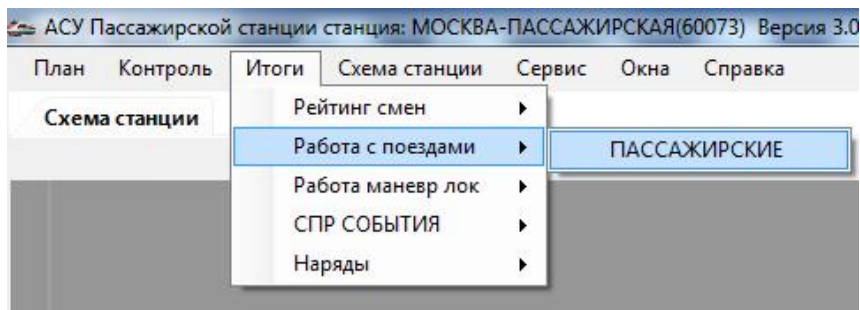 АСУ Пассажирской станции станция: МОСКВА-ПАССАЖИРСКАЯ(60073) Версия 3.0
План Контроль Итоги Схема станции Сервис Окна Справка
Схема станции
Рейтинг смен
Работа с поездами
ПАССАЖИРСКИЕ
Работа маневр лок
СПР СОБЫТИЯ
Наряды